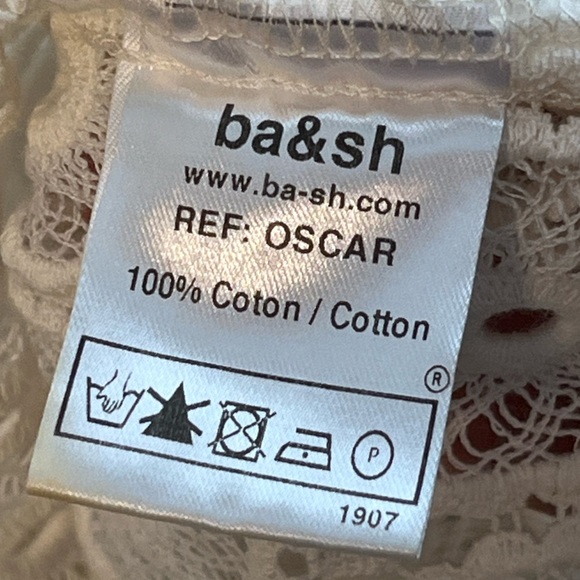 ba&sh
www.ba-sh.com
REF: OSCAR
100% Coton / Cotton
®
P
1907